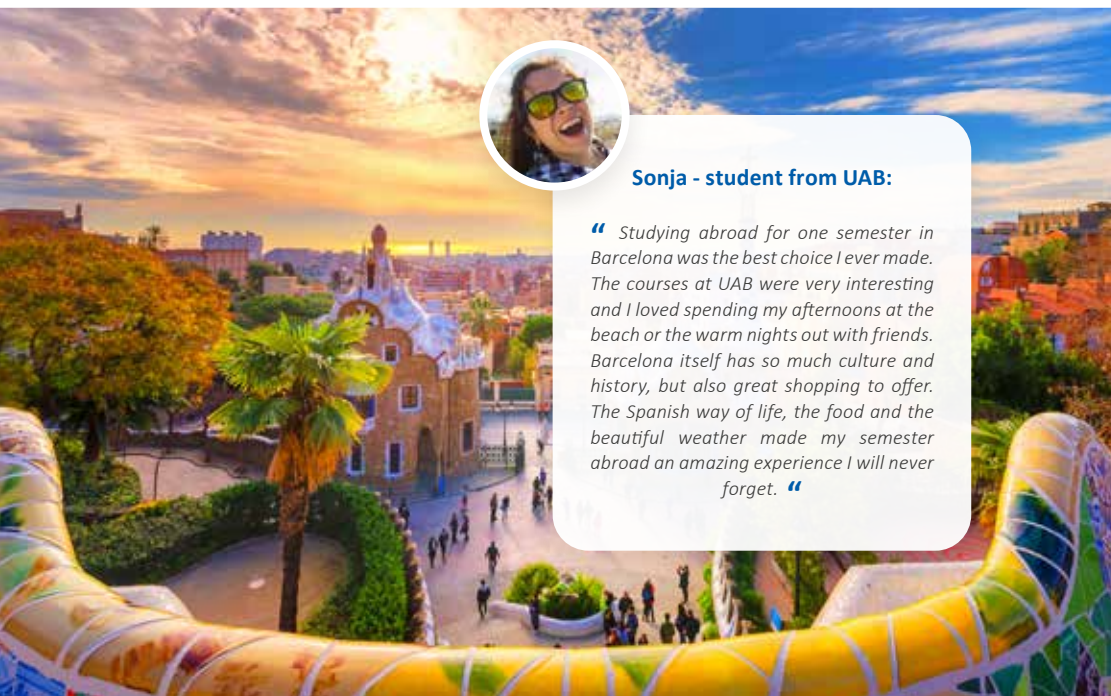 Sonja - student from UAB:
“ Studying abroad for one semester in
Barcelona was the best choice I ever made.
The courses at UAB were very interesting
and I loved spending my afternoons at the
beach or the warm nights out with friends.
Barcelona itself has so much culture and
history, but also great shopping to offer.
The Spanish way of life, the food and the
beautiful weather made my semester
abroad an amazing experience I will never
forget. “